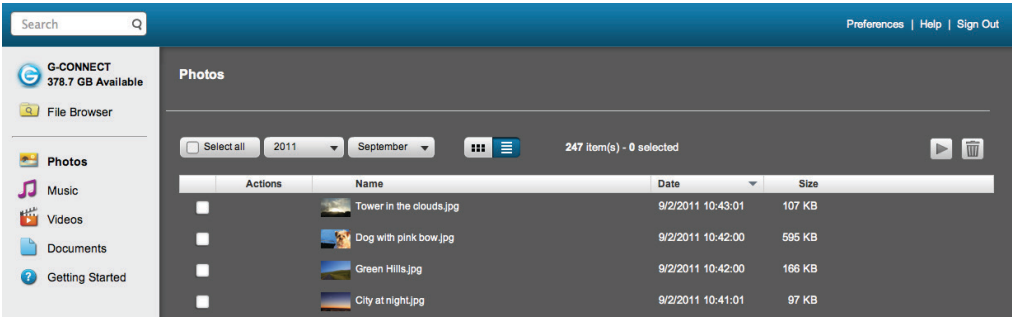 Search
Preferences | Help | Sign Out
G-CONNECT
378.7 GB Available
File Browser
Photos
Music
Videos
Documents
Getting Started
Photos
Select all 2011 September 247 item(s) - 0 selected
Actions Name Date Size
Tower in the clouds.jpg 9/2/2011 10:43:01 107 KB
Dog with pink bow.jpg 9/2/2011 10:42:00 595 KB
Green Hills.jpg 9/2/2011 10:42:00 166 KB
City at night.jpg 9/2/2011 10:41:01 97 KB